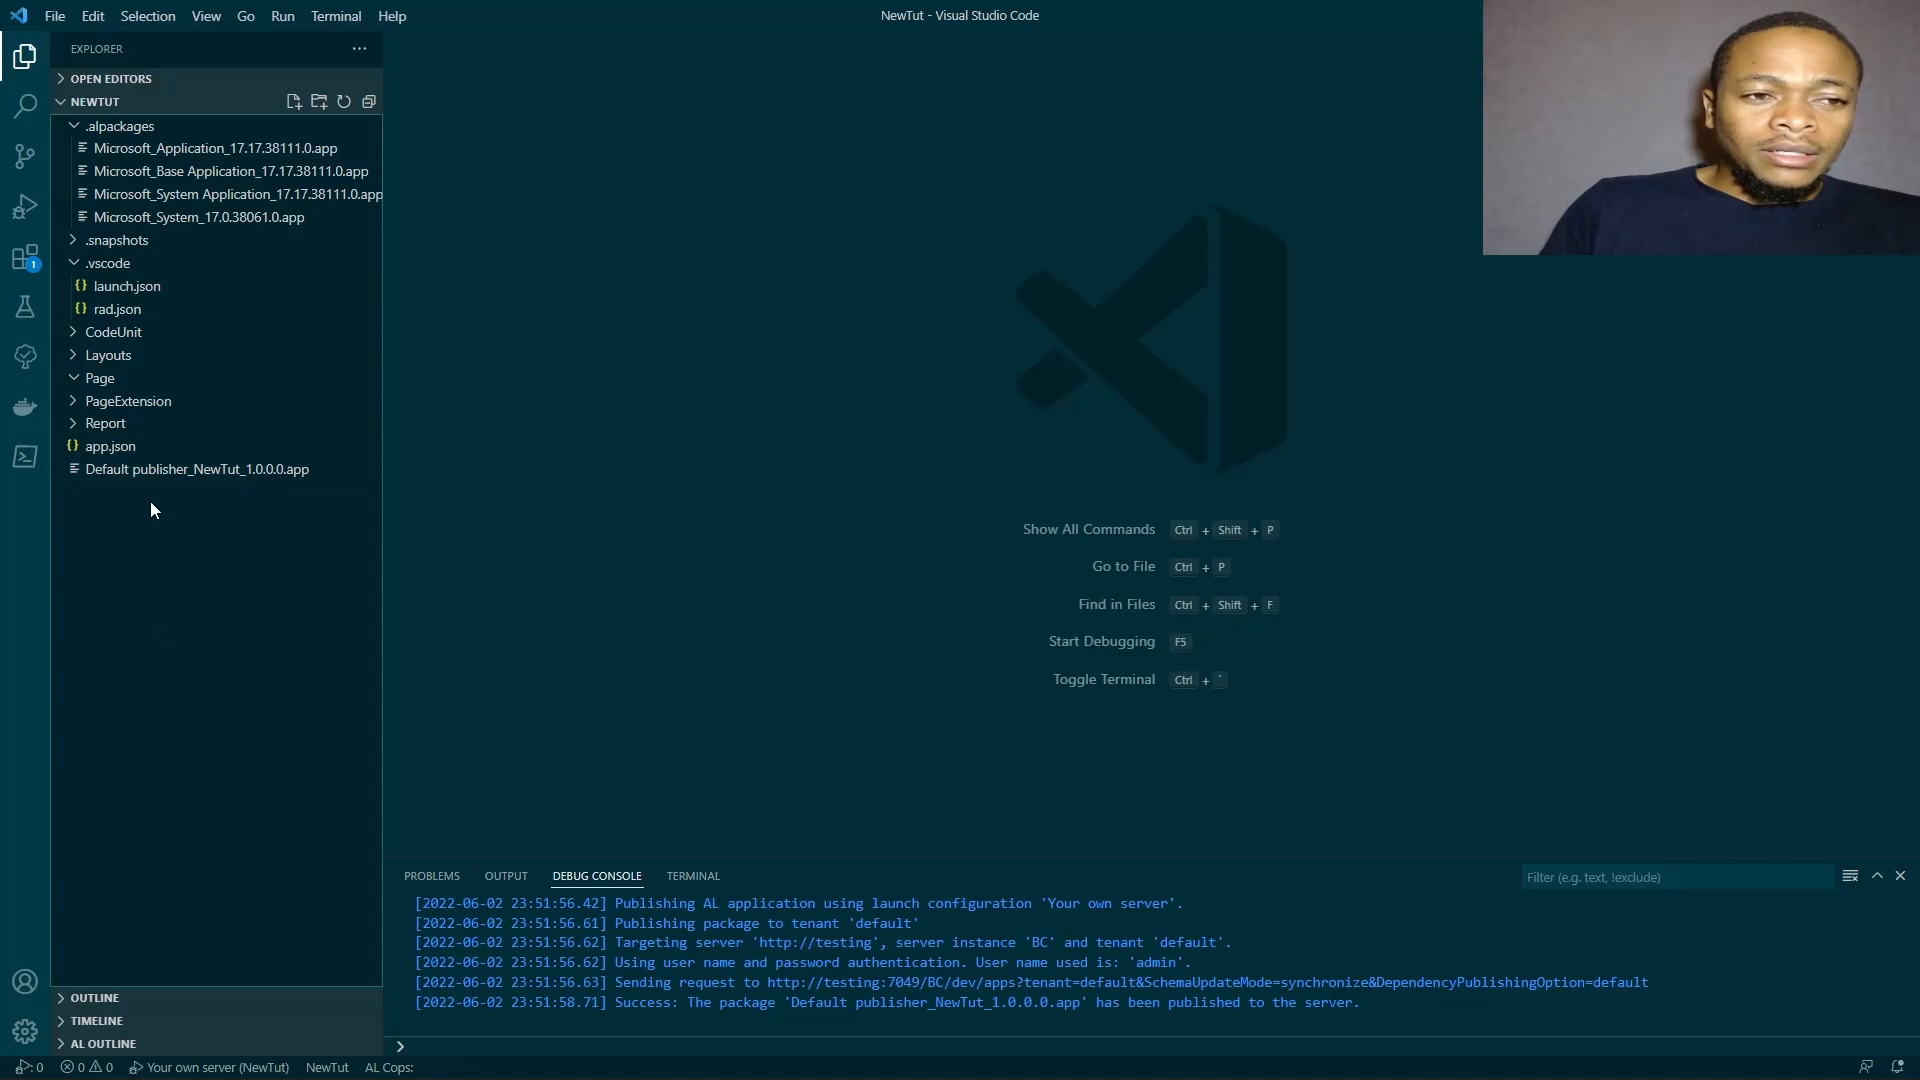 File Edit Selection View Go Run Terminal Help
NewTut - Visual Studio Code
EXPLORER
OPEN EDITORS
NEWTUT
.alpackages
Microsoft_Application_17.17.38111.0.app
Microsoft_Base Application_17.17.38111.0.app
Microsoft_System Application_17.17.38111.0.app
Microsoft_System_17.0.38061.0.app
.snapshots
.vscode
launch.json
rad.json
CodeUnit
Layouts
Page
PageExtension
Report
app.json
Default publisher_NewTut_1.0.0.0.app
1
Show All Commands Ctrl + Shift + P
Go to File Ctrl + P
Find in Files Ctrl + Shift + F
Start Debugging F5
Toggle Terminal Ctrl + `
PROBLEMS OUTPUT DEBUG CONSOLE TERMINAL
Filter (e.g. text, !exclude)
[2022-06-02 23:51:56.42] Publishing AL application using launch configuration 'Your own server'.
[2022-06-02 23:51:56.61] Publishing package to tenant 'default'
[2022-06-02 23:51:56.62] Targeting server 'http://testing', server instance 'BC' and tenant 'default'.
[2022-06-02 23:51:56.62] Using user name and password authentication. User name used is: 'admin'.
[2022-06-02 23:51:56.63] Sending request to http://testing:7049/BC/dev/apps?tenant=default&SchemaUpdateMode=synchronize&DependencyPublishingOption=default
[2022-06-02 23:51:58.71] Success: The package 'Default publisher_NewTut_1.0.0.0.app' has been published to the server.
OUTLINE
TIMELINE
AL OUTLINE
: 0 0 0 Your own server (NewTut) NewTut AL Cops: